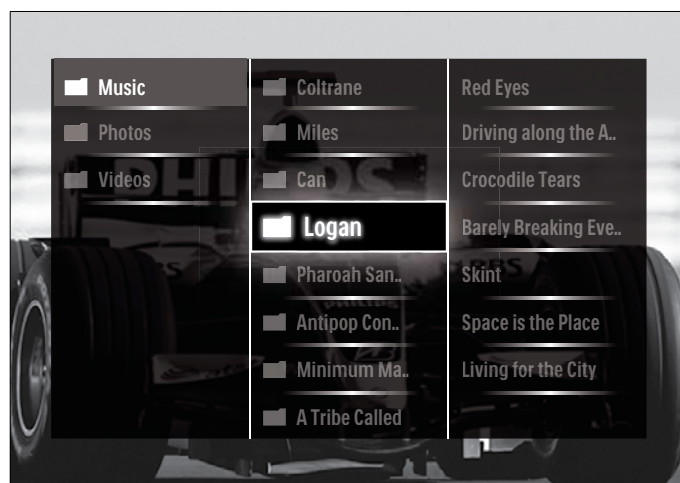 Music
Photos
Videos
Coltrane
Miles
Can
Logan
Pharoah San..
Antipop Con..
Minimum Ma..
A Tribe Called
Red Eyes
Driving along the A..
Crocodile Tears
Barely Breaking Eve..
Skint
Space is the Place
Living for the City
PHILIPS